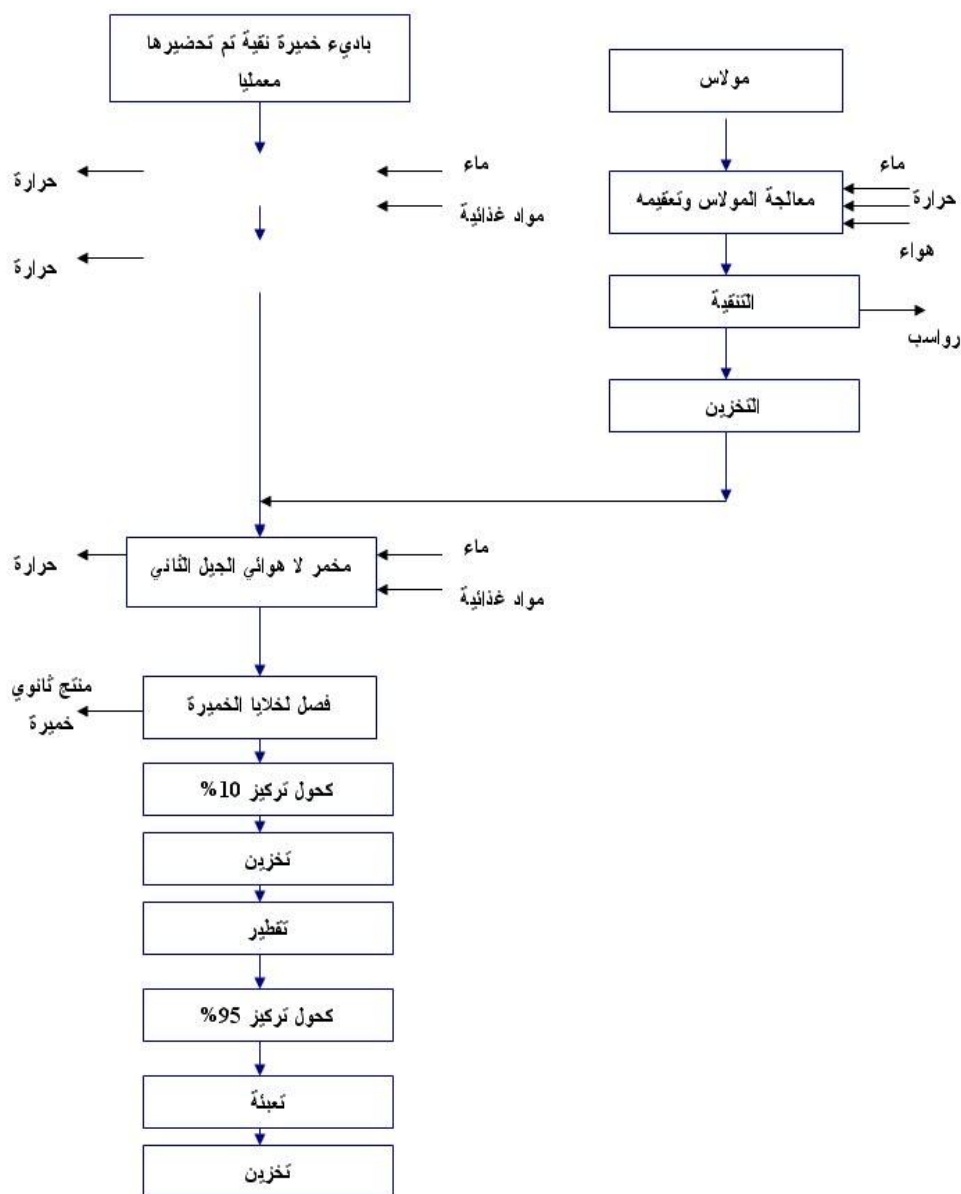 باديء خميرة نقية تم تحضيرها
معمليا
مولاس
ماء
حرارة
مواد غذائية
ماء
معالجة المولاس وتعقيمه
حرارة
هواء
حرارة
التنقية
رواسب
التخزين
ماء
مخمر لا هوائي الجيل الثاني
حرارة
مواد غذائية
فصل لخلايا الخميرة
منتج ثانوي
خميرة
كحول تركيز 10%
تخزين
تقطير
كحول تركيز 95%
تعبئة
تخزين